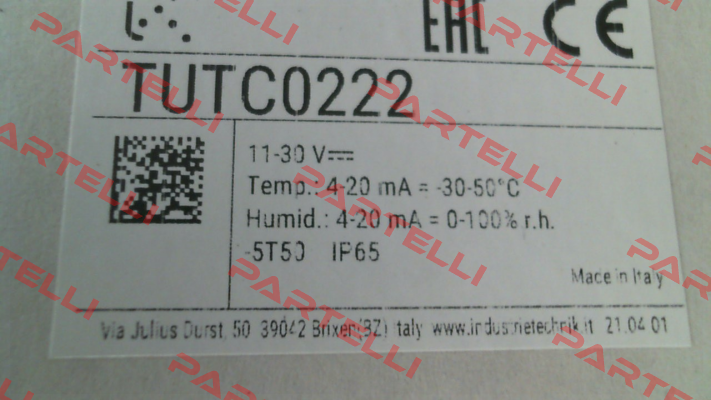 EAC CE
TUTC0222
11-30 V
Temp.: 4-20 mA = -30-50°C
Humid.: 4-20 mA = 0-100% r.h.
-5T50 IP65
Made in Italy
Via Julius Durst, 50 39042 Brixen(BZ) Italy www.industrietechnik.it 21.04.01
PARTELLI
PARTELLI
PARTELLI
PARTELLI
PARTELLI
PARTELLI
PARTELLI